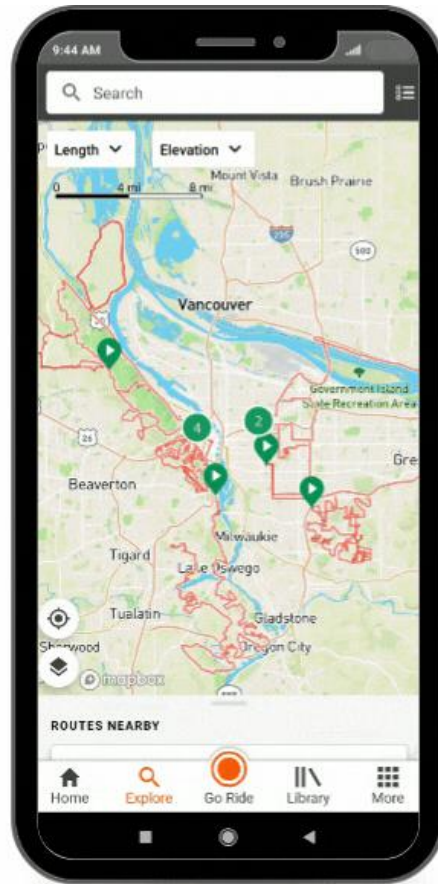 9:44 AM
Search
Length
Elevation
0 4 mi 8 mi
Mount Vista
Brush Prairie
205
500
Vancouver
30
Government Island
State Recreation Area
4
2
26
Gre
Beaverton
Milwaukie
Tigard
Lake Oswego
Tualatin
Gladstone
Sherwood
Oregon City
mapbox
ROUTES NEARBY
Home
Explore
Go Ride
Library
More